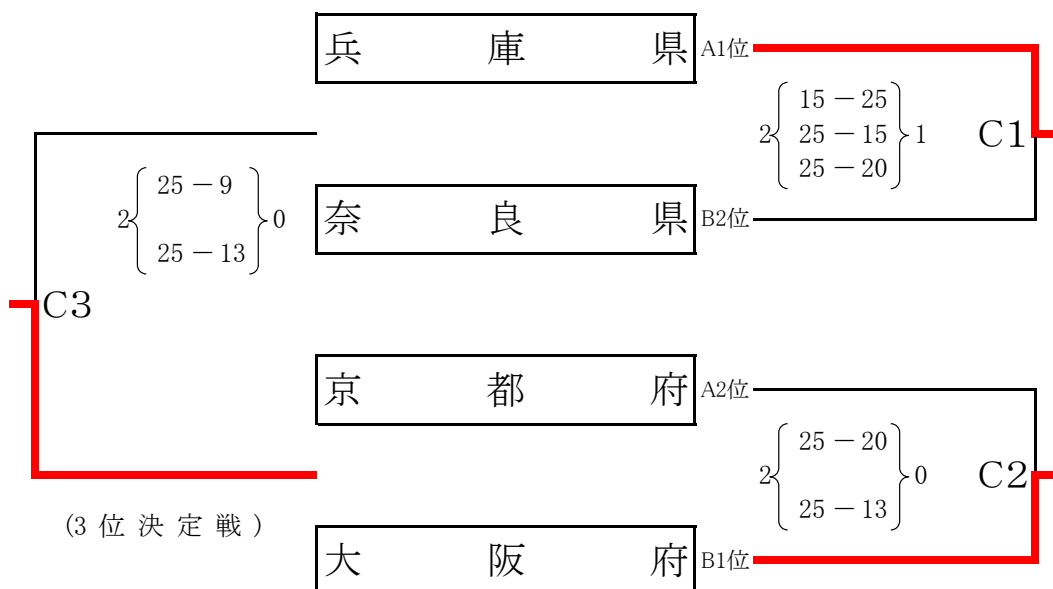 兵庫県 A1位
15－25
2 25－15 1 C1
25－20
25－9
2 0
25－13
奈良県 B2位
C3
京都府 A2位
25－20
2 0 C2
25－13
(3位決定戦)
大阪府 B1位